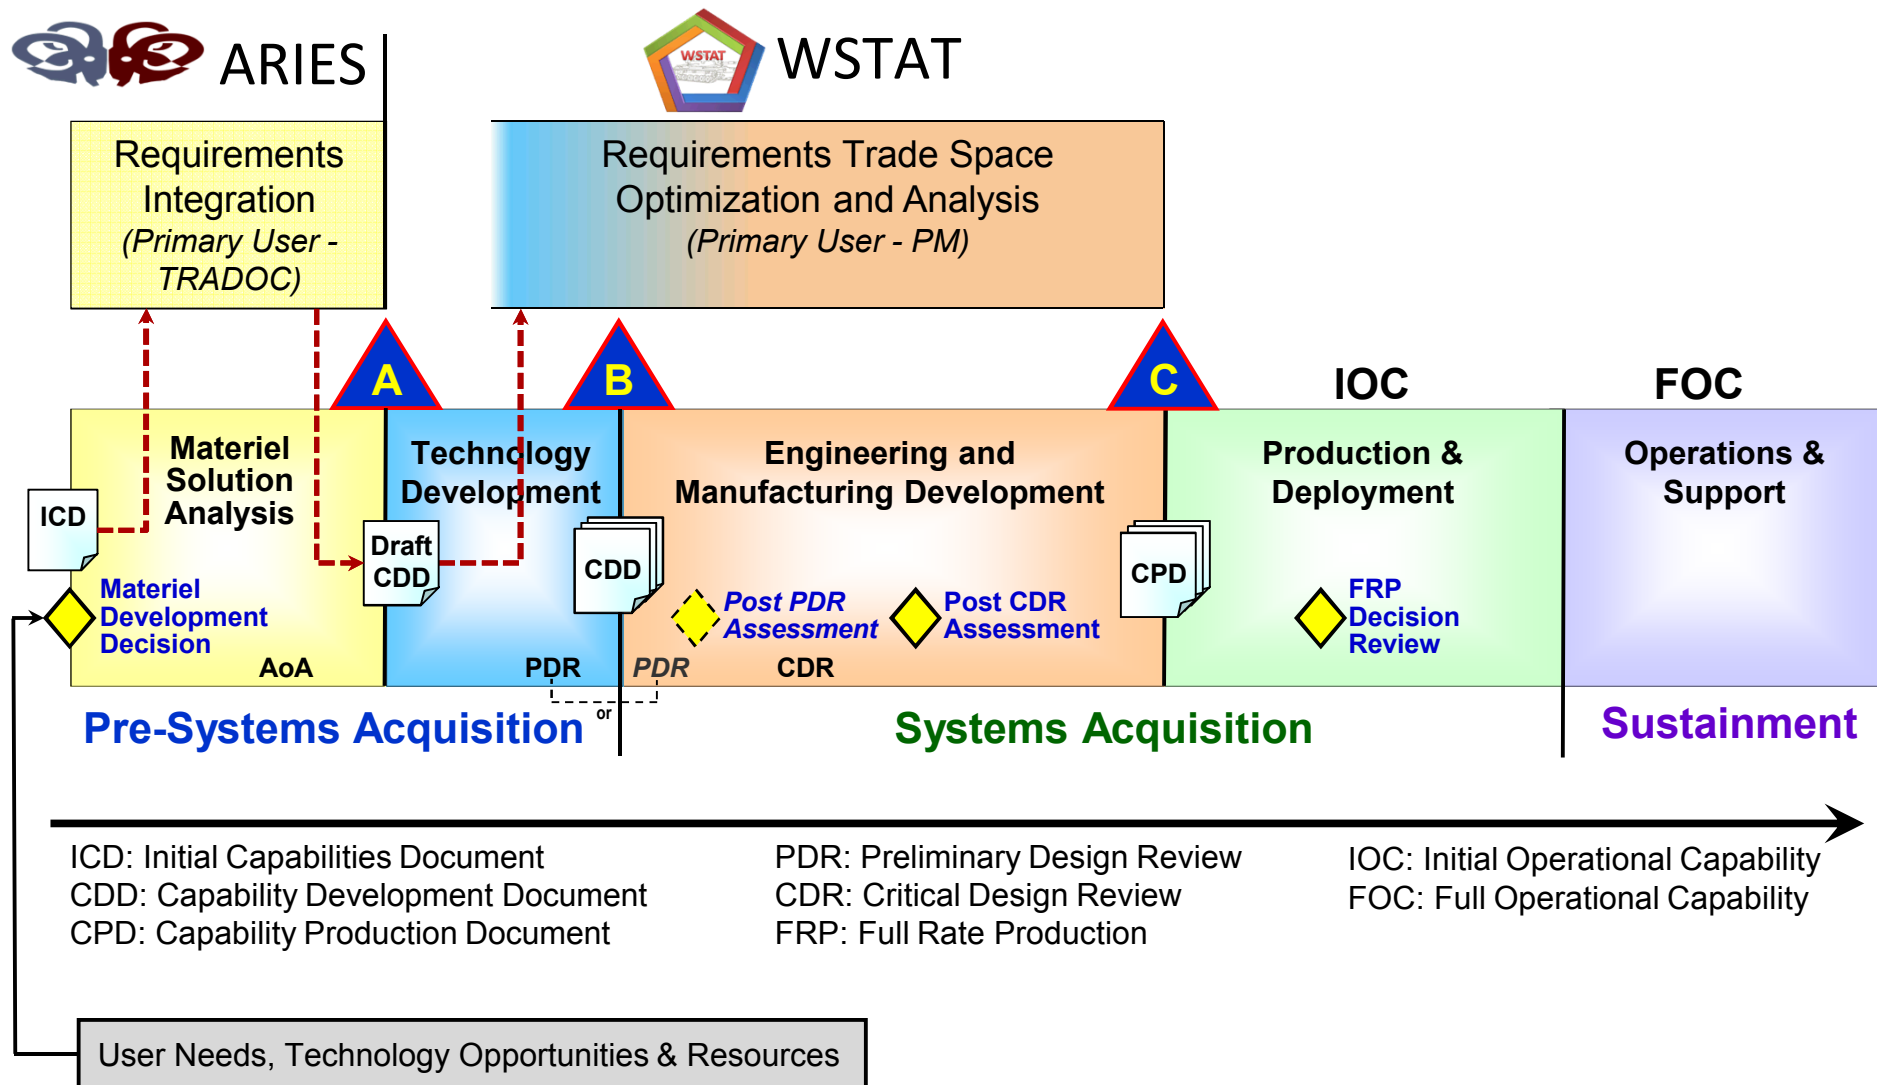 ARIES
WSTAT
WSTAT
Requirements
Integration
(Primary User -
TRADOC)
Requirements Trade Space
Optimization and Analysis
(Primary User - PM)
A
B
C
IOC
FOC
Materiel
Solution
Analysis
Technology
Development
Engineering and
Manufacturing Development
Production &
Deployment
Operations &
Support
ICD
Draft
CDD
CDD
CPD
Materiel
Development
Decision
Post PDR
Assessment
Post CDR
Assessment
FRP
Decision
Review
AoA
PDR
PDR
CDR
or
Pre-Systems Acquisition
Systems Acquisition
Sustainment
ICD: Initial Capabilities Document
CDD: Capability Development Document
CPD: Capability Production Document
PDR: Preliminary Design Review
CDR: Critical Design Review
FRP: Full Rate Production
IOC: Initial Operational Capability
FOC: Full Operational Capability
User Needs, Technology Opportunities & Resources